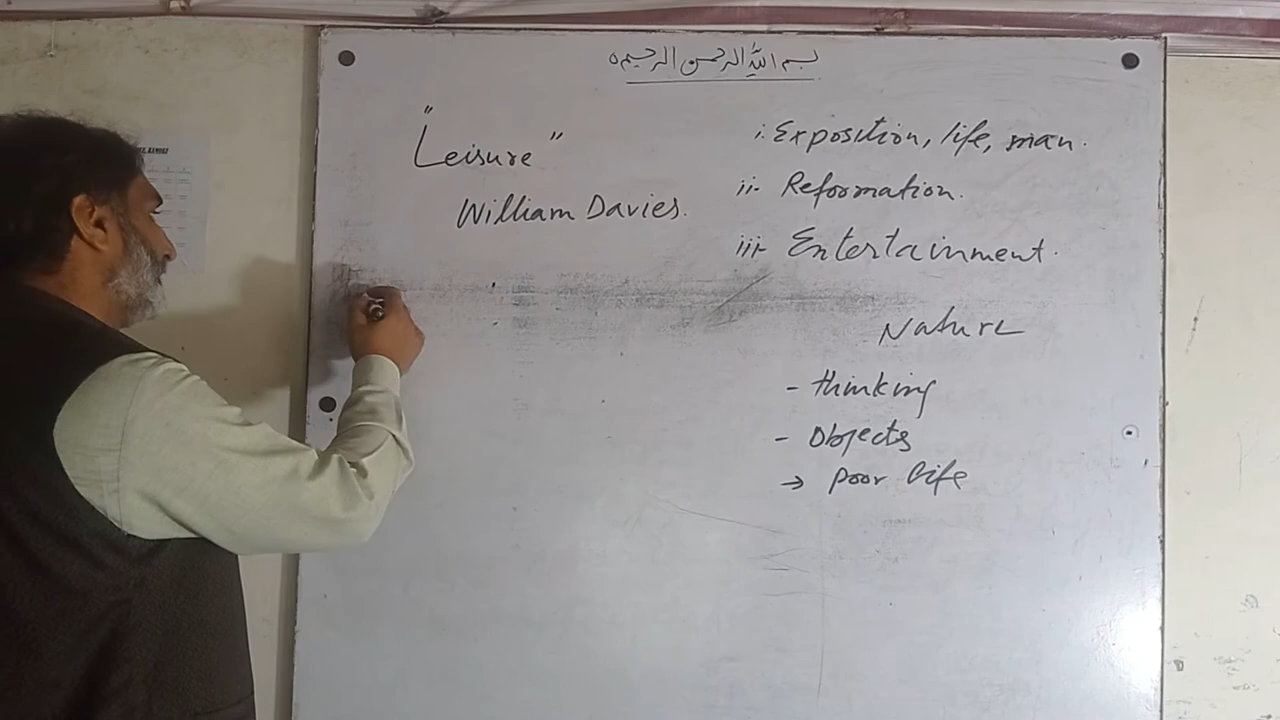 بسم اللہ الرحمن الرحیم ہ
"Leisure"
William Davies.
i. Exposition, life, man.
ii- Reformation.
iii- Entertainment.
Nature
- thinking
- Objects
→ poor life